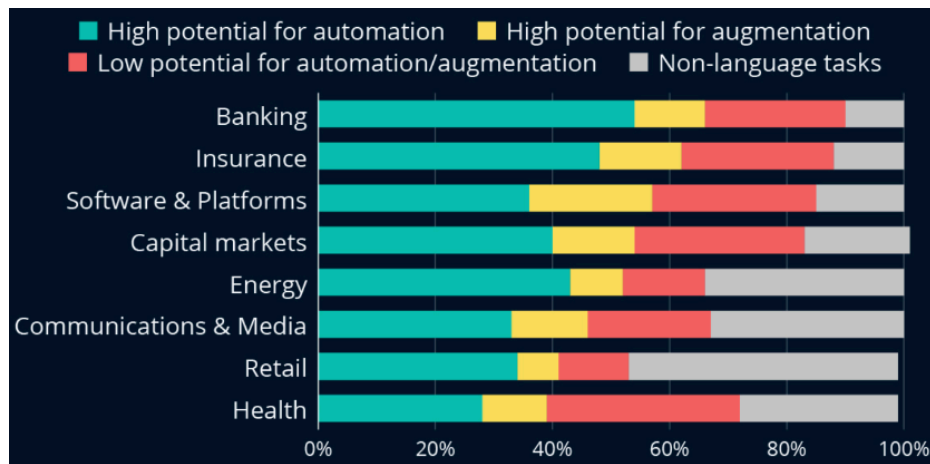 High potential for automation High potential for augmentation
Low potential for automation/augmentation Non-language tasks
Banking
Insurance
Software & Platforms
Capital markets
Energy
Communications & Media
Retail
Health
0% 20% 40% 60% 80% 100%